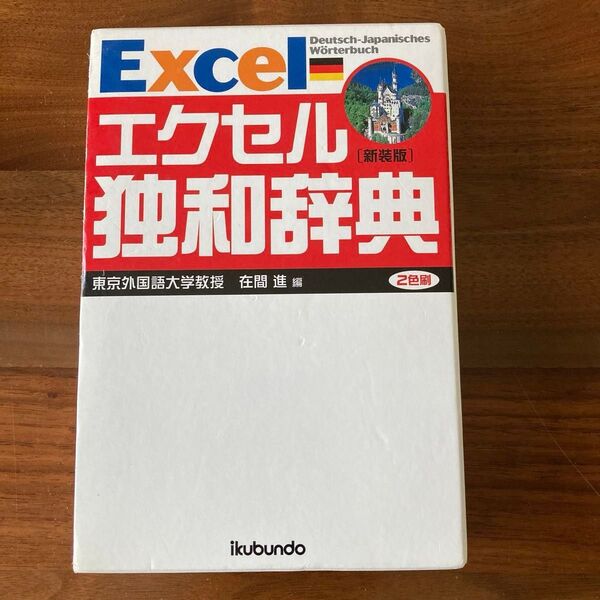 Excel
Deutsch-Japanisches
Wörterbuch
エクセル
[新装版]
独和辞典
東京外国語大学教授 在間 進 編
2色刷
ikubundo